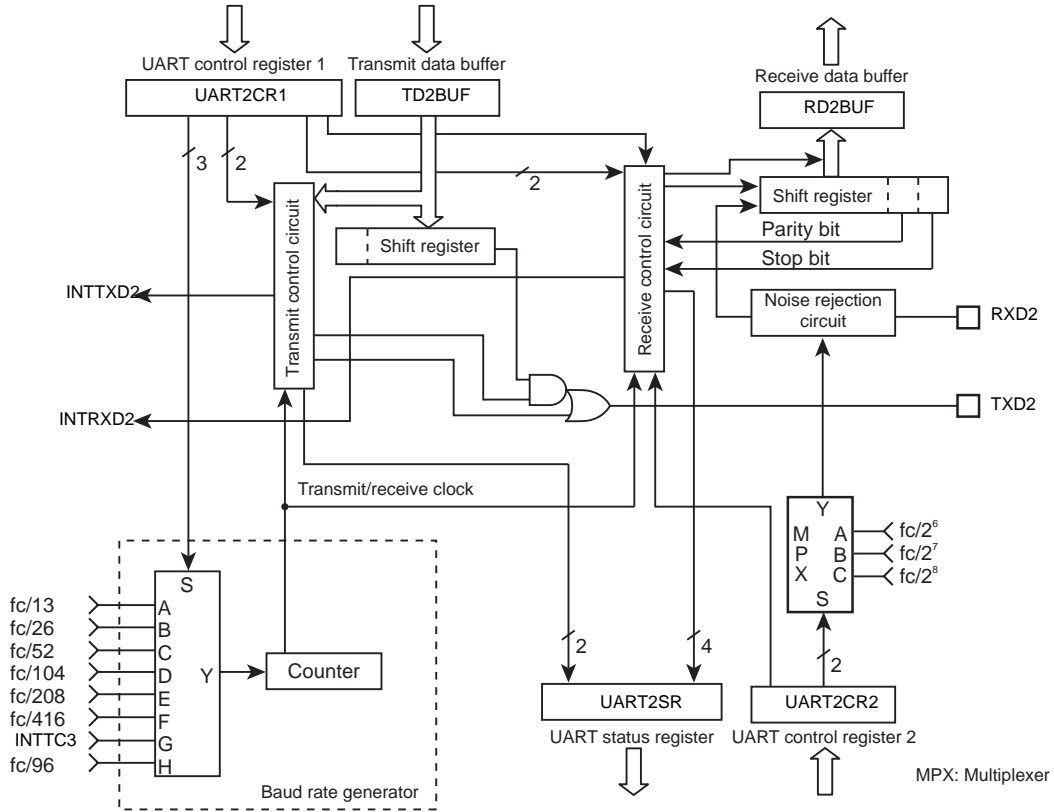 UART control register 1
Transmit data buffer
Receive data buffer
UART2CR1
TD2BUF
RD2BUF
3
2
2
Shift register
Parity bit
Stop bit
Transmit control circuit
Shift register
Receive control circuit
Noise rejection
circuit
INTTXD2
RXD2
INTRXD2
TXD2
Transmit/receive clock
Y
M
P
X
A
B
C
S
fc/2⁶
fc/2⁷
fc/2⁸
S
fc/13
A
fc/26
B
fc/52
C
fc/104
D
Y
Counter
fc/208
E
fc/416
F
INTTC3
G
fc/96
H
2
4
2
UART2SR
UART2CR2
UART status register
UART control register 2
Baud rate generator
MPX: Multiplexer